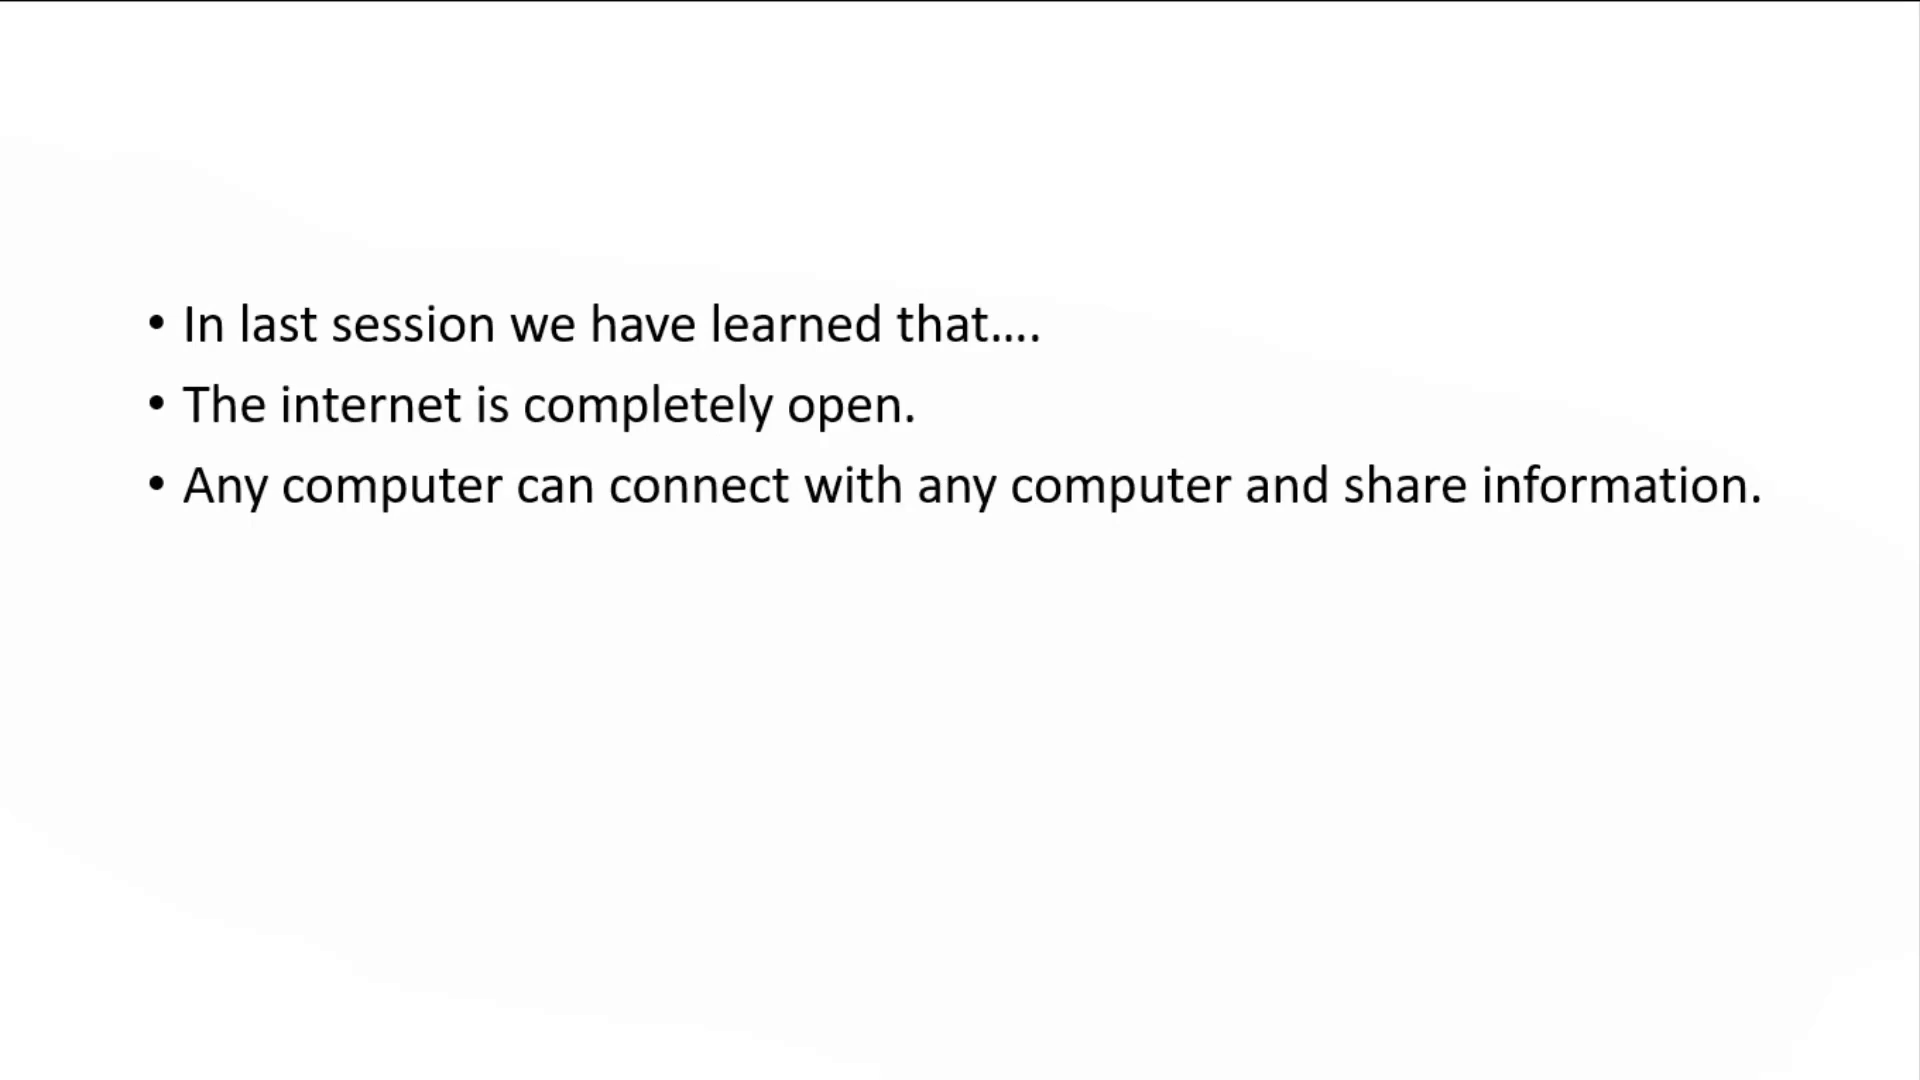 • In last session we have learned that....
• The internet is completely open.
• Any computer can connect with any computer and share information.